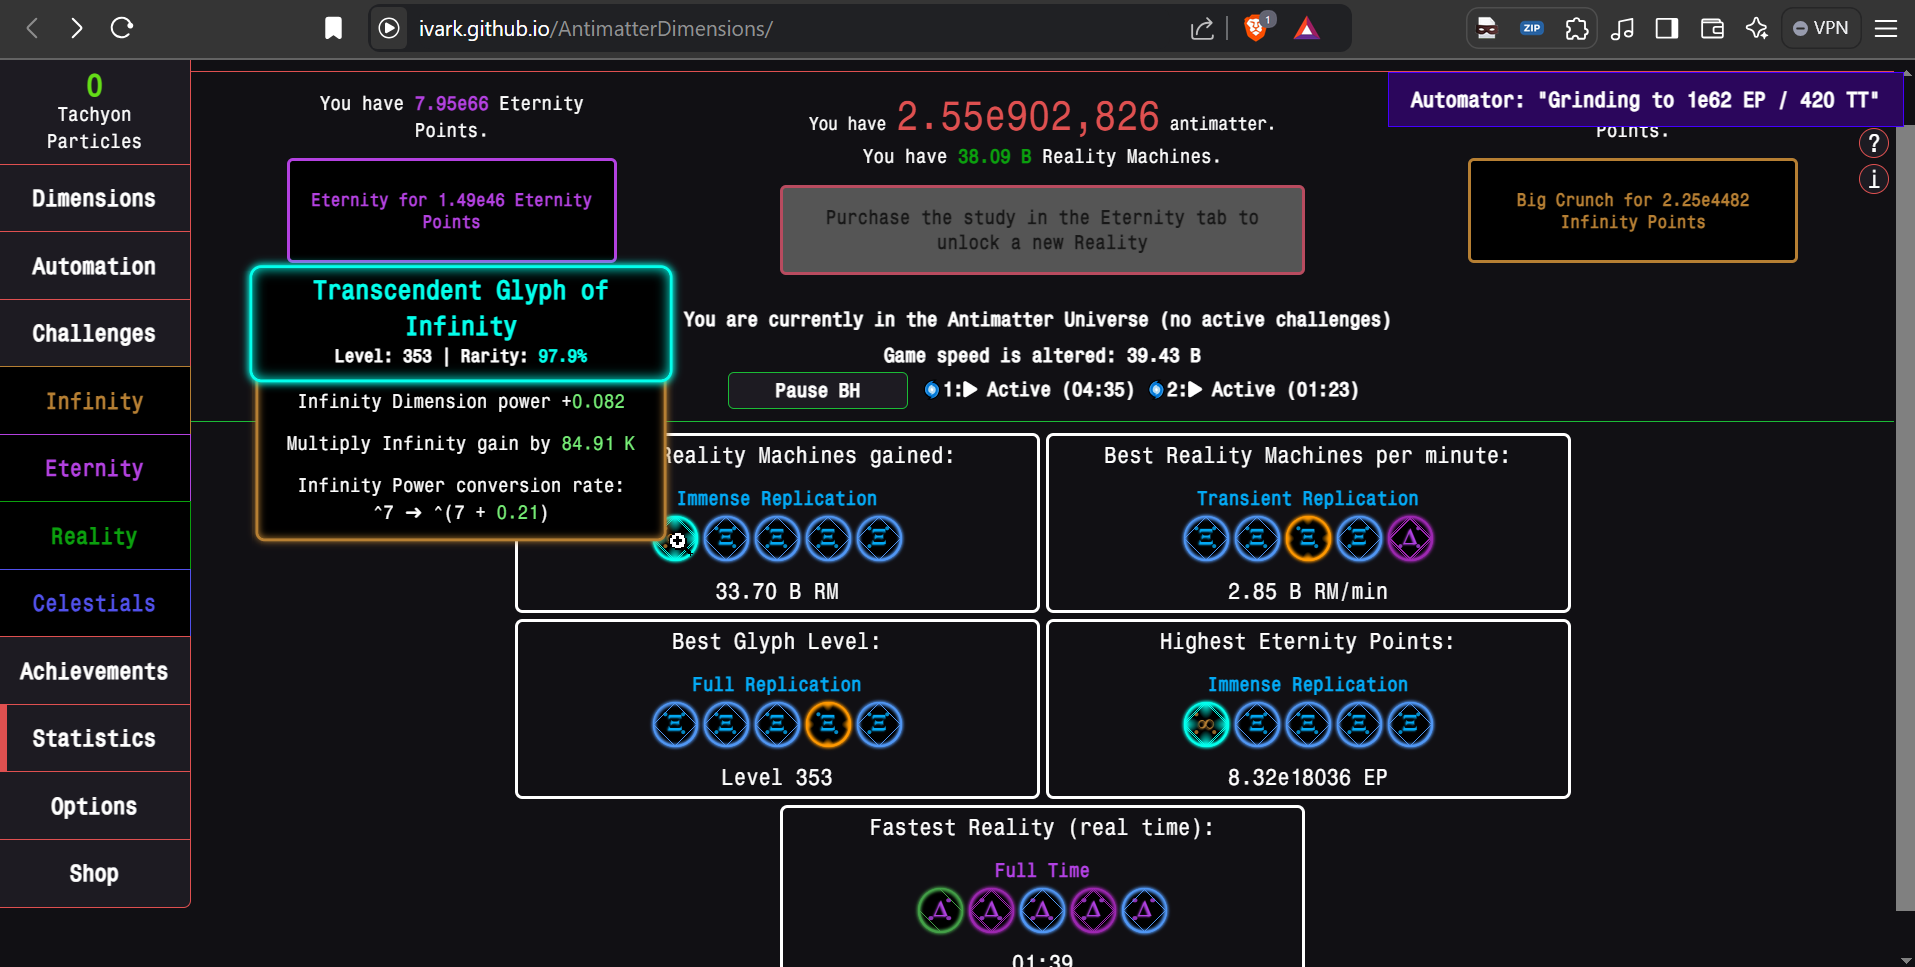 ivark.github.io/AntimatterDimensions/
1
ZIP
VPN
0
Tachyon
Particles
Dimensions
Automation
Challenges
Infinity
Eternity
Reality
Celestials
Achievements
Statistics
Options
Shop
You have 7.95e66 Eternity
Points.
Eternity for 1.49e46 Eternity
Points
You have 2.55e902,826 antimatter.
You have 38.09 B Reality Machines.
Purchase the study in the Eternity tab to
unlock a new Reality
Automator: "Grinding to 1e62 EP / 420 TT"
Points.
?
i
Big Crunch for 2.25e4482
Infinity Points
You are currently in the Antimatter Universe (no active challenges)
Game speed is altered: 39.43 B
Pause BH
1:▶ Active (04:35) 2:▶ Active (01:23)
Transcendent Glyph of
Infinity
Level: 353 | Rarity: 97.9%
Infinity Dimension power +0.082
Multiply Infinity gain by 84.91 K
Infinity Power conversion rate:
^7 → ^(7 + 0.21)
Reality Machines gained:
Immense Replication
Ξ Ξ Ξ Ξ
33.70 B RM
Best Reality Machines per minute:
Transient Replication
Ξ Ξ Ξ Ξ Δ
2.85 B RM/min
Best Glyph Level:
Full Replication
Ξ Ξ Ξ Ξ Ξ
Level 353
Highest Eternity Points:
Immense Replication
∞ Ξ Ξ Ξ Ξ
8.32e18036 EP
Fastest Reality (real time):
Full Time
Δ Δ Δ Δ Δ
01:39